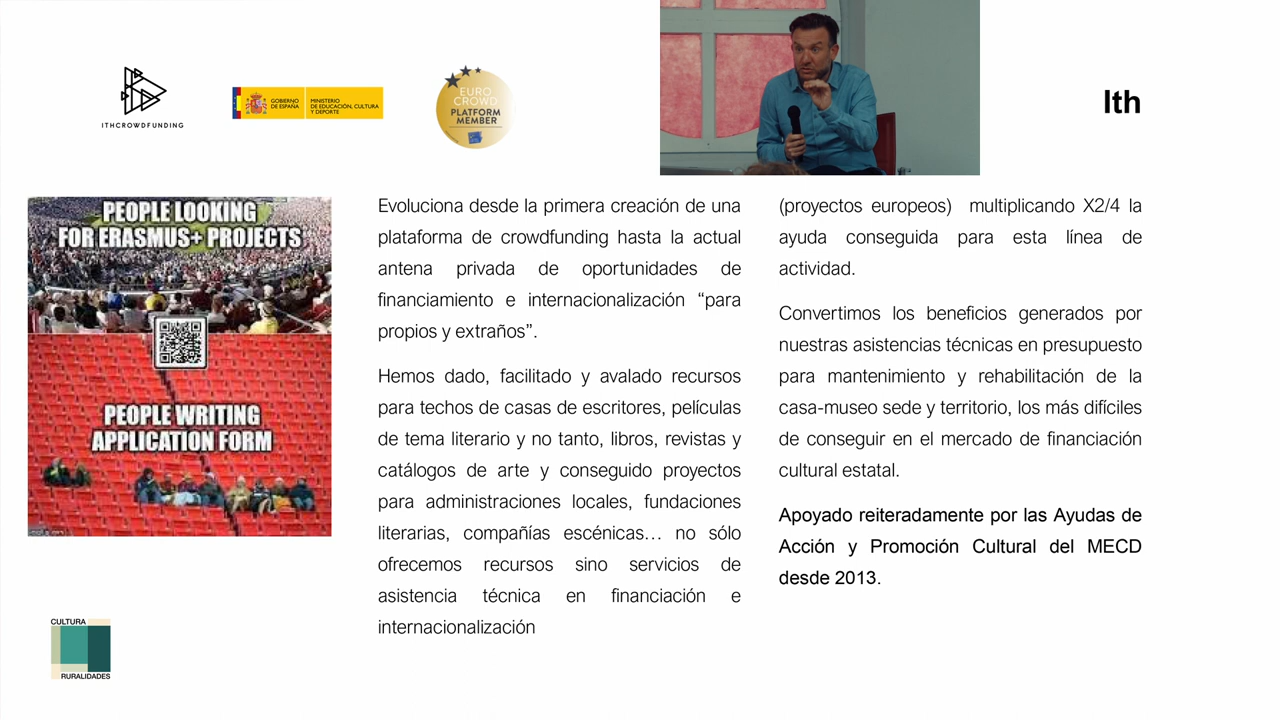 ITHCROWDFUNDING
GOBIERNO
DE ESPAÑA
MINISTERIO
DE EDUCACIÓN, CULTURA
Y DEPORTE
EURO
CROWD
PLATFORM
MEMBER
Ith
PEOPLE LOOKING
FOR ERASMUS+ PROJECTS
PEOPLE WRITING
APPLICATION FORM
Evoluciona desde la primera creación de una
plataforma de crowdfunding hasta la actual
antena privada de oportunidades de
financiamiento e internacionalización “para
propios y extraños”.
Hemos dado, facilitado y avalado recursos
para techos de casas de escritores, películas
de tema literario y no tanto, libros, revistas y
catálogos de arte y conseguido proyectos
para administraciones locales, fundaciones
literarias, compañías escénicas… no sólo
ofrecemos recursos sino servicios de
asistencia técnica en financiación e
internacionalización
(proyectos europeos) multiplicando X2/4 la
ayuda conseguida para esta línea de
actividad.
Convertimos los beneficios generados por
nuestras asistencias técnicas en presupuesto
para mantenimiento y rehabilitación de la
casa-museo sede y territorio, los más difíciles
de conseguir en el mercado de financiación
cultural estatal.
Apoyado reiteradamente por las Ayudas de
Acción y Promoción Cultural del MECD
desde 2013.
CULTURA
RURALIDADES